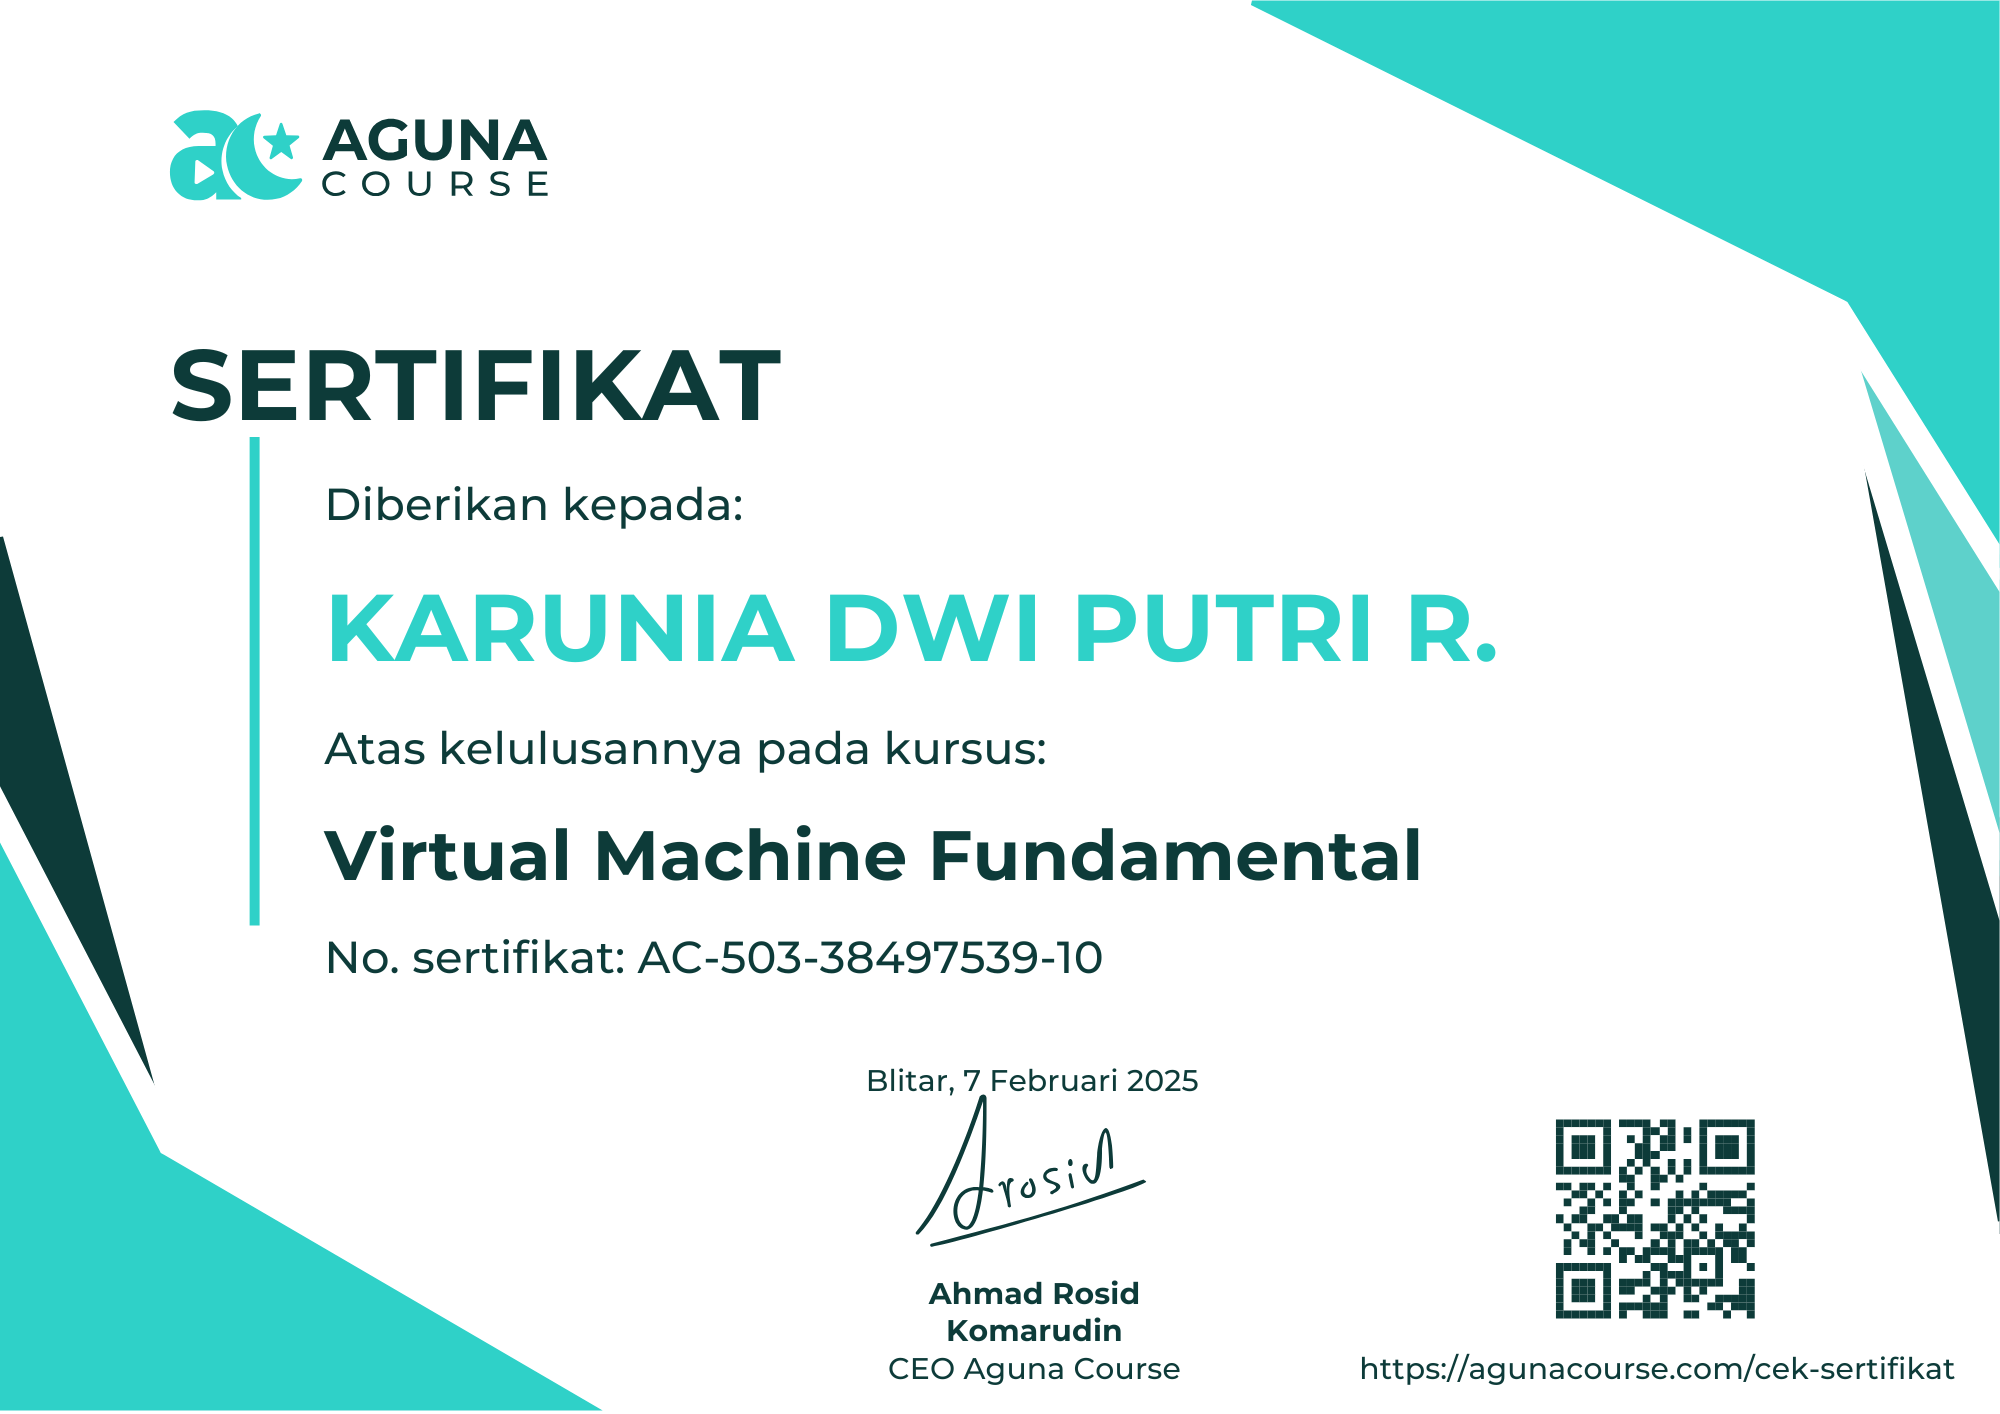 AGUNA
COURSE
SERTIFIKAT
Diberikan kepada:
KARUNIA DWI PUTRI R.
Atas kelulusannya pada kursus:
Virtual Machine Fundamental
No. sertifikat: AC-503-38497539-10
Blitar, 7 Februari 2025
Arosid
Ahmad Rosid
Komarudin
CEO Aguna Course
https://agunacourse.com/cek-sertifikat